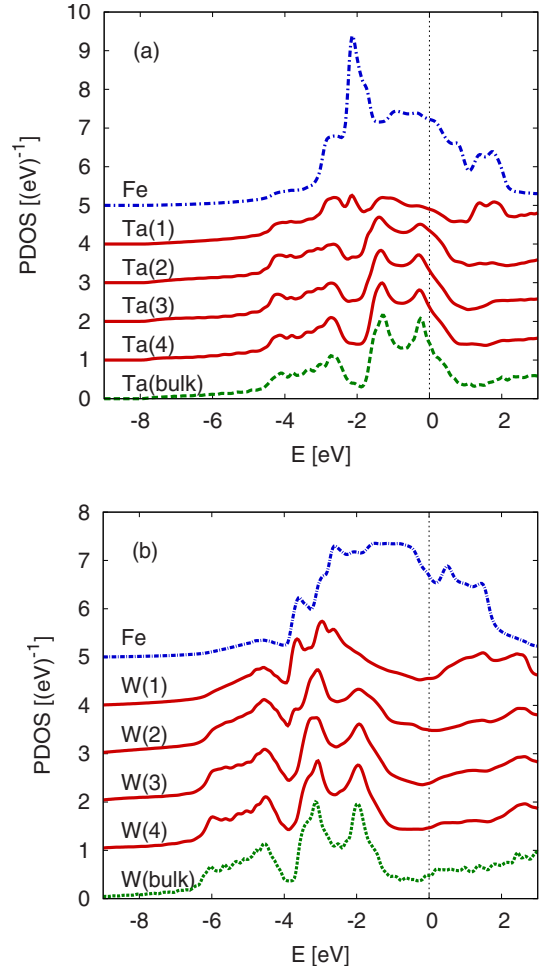 (a)
10
9
8
7
6
5
4
3
2
1
0
PDOS [(eV)⁻¹]
Fe
Ta(1)
Ta(2)
Ta(3)
Ta(4)
Ta(bulk)
-8 -6 -4 -2 0 2
E [eV]
(b)
8
7
6
5
4
3
2
1
0
PDOS [(eV)⁻¹]
Fe
W(1)
W(2)
W(3)
W(4)
W(bulk)
-8 -6 -4 -2 0 2
E [eV]